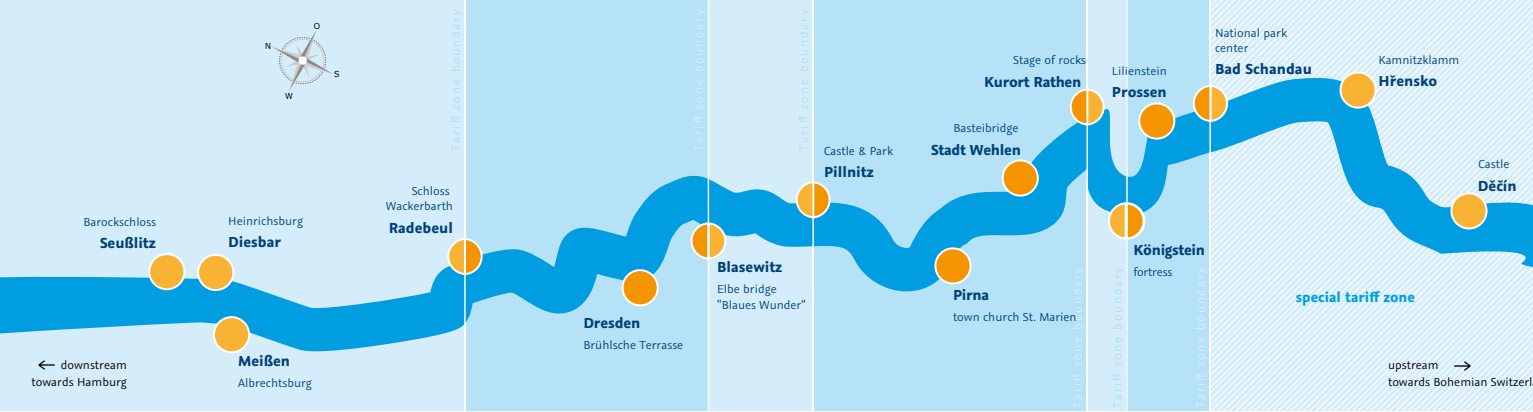 O
N
S
W
Tariff zone boundary
Tariff zone boundary
Tariff zone boundary
Barockschloss
Seußlitz
Heinrichsburg
Diesbar
Meißen
Albrechtsburg
Schloss
Wackerbarth
Radebeul
Dresden
Brühlsche Terrasse
Blasewitz
Elbe bridge
"Blaues Wunder"
Castle & Park
Pillnitz
Pirna
town church St. Marien
Basteibridge
Stadt Wehlen
Stage of rocks
Kurort Rathen
Königstein
fortress
Lilienstein
Prossen
National park
center
Bad Schandau
Kamnitzklamm
Hřensko
Castle
Děčín
Tariff zone boundary
Tariff zone boundary
Tariff zone boundary
special tariff zone
← downstream
towards Hamburg
upstream →
towards Bohemian